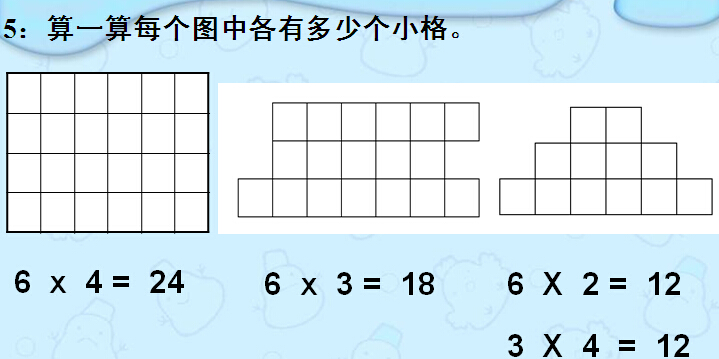 5：算一算每个图中各有多少个小格。
6 x 4 = 24
6 x 3 = 18
6 X 2 = 12
3 X 4 = 12